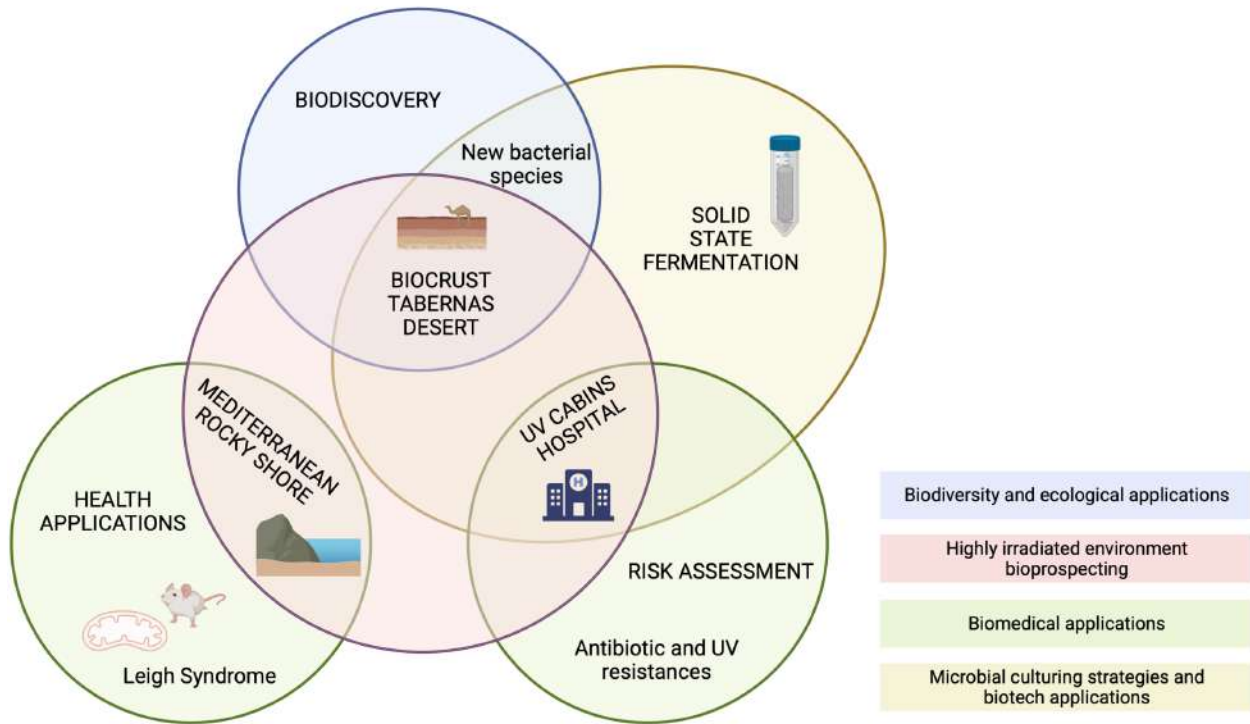 BIODISCOVERY
New bacterial
species
SOLID
STATE
FERMENTATION
BIOCRUST
TABERNAS
DESERT
MEDITERRANEAN
ROCKY SHORE
UV CABINS
HOSPITAL
H
HEALTH
APPLICATIONS
RISK ASSESSMENT
Leigh Syndrome
Antibiotic and UV
resistances
Biodiversity and ecological applications
Highly irradiated environment
bioprospecting
Biomedical applications
Microbial culturing strategies and
biotech applications